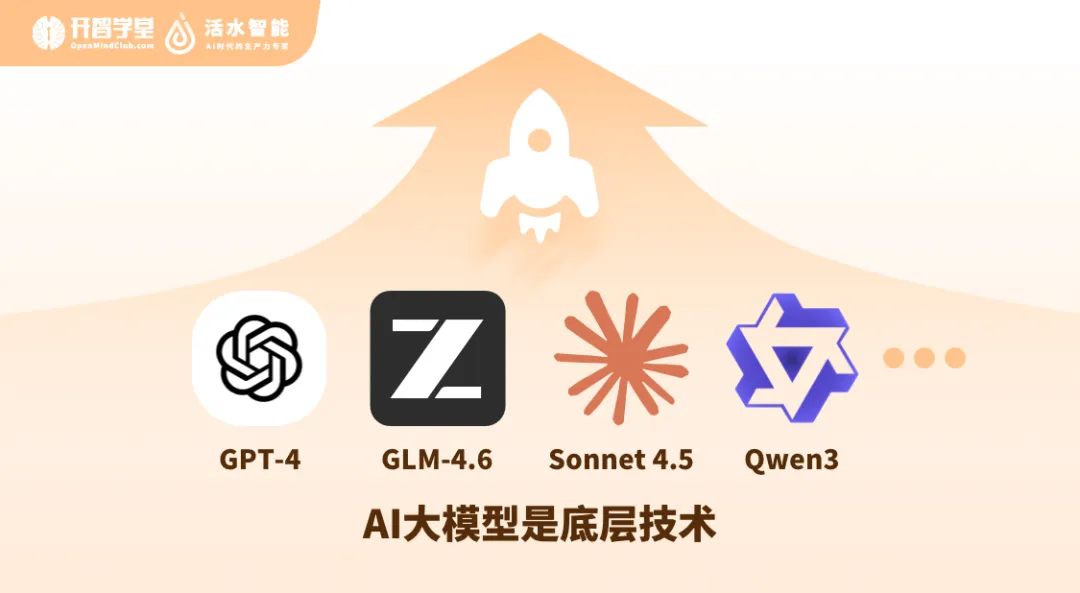 开智学堂
OpenMindClub.com
活水智能
AI时代的生产力专家
GPT-4
GLM-4.6
Sonnet 4.5
Qwen3
AI大模型是底层技术